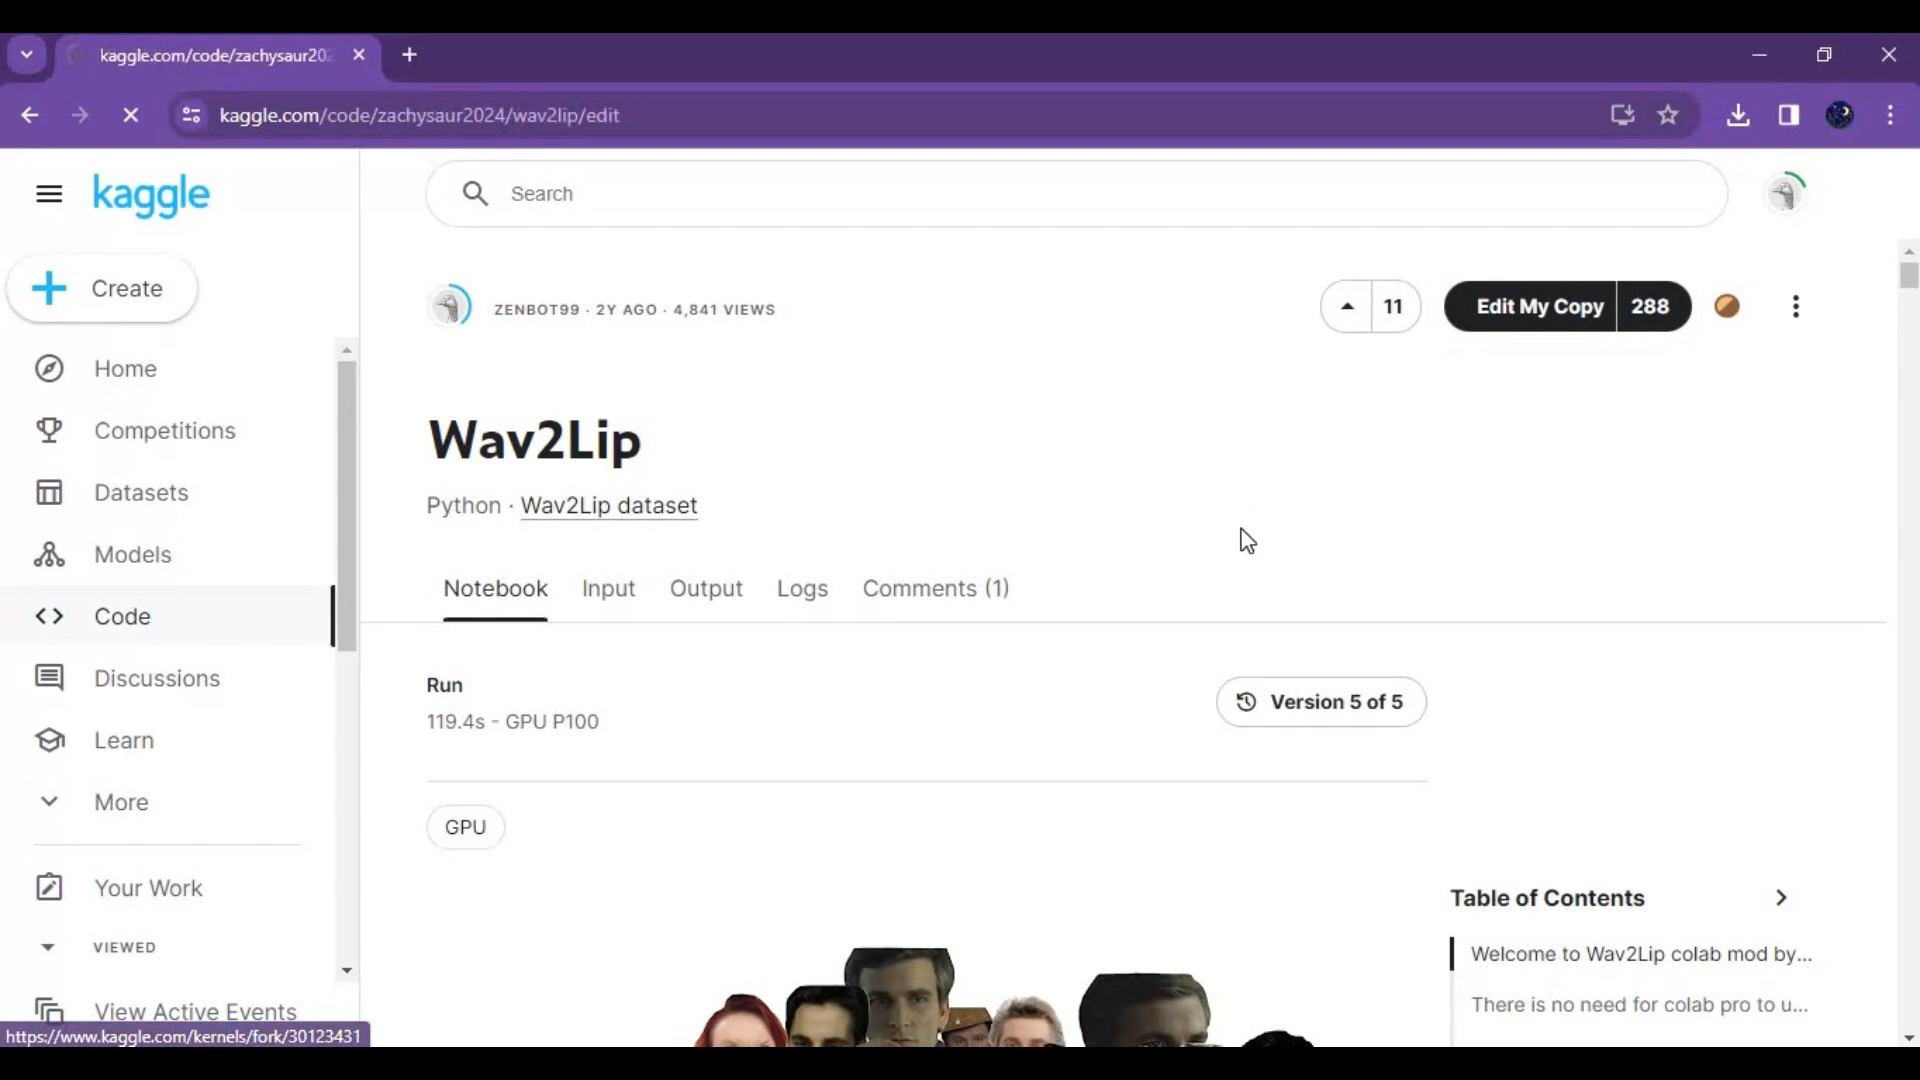 kaggle.com/code/zachysaur202
kaggle.com/code/zachysaur2024/wav2lip/edit
kaggle
Search
Create
ZENBOT99 · 2Y AGO · 4,841 VIEWS
11
Edit My Copy 288
Home
Competitions
Datasets
Models
Code
Discussions
Learn
More
Your Work
VIEWED
View Active Events
https://www.kaggle.com/kernels/fork/30123431
Wav2Lip
Python · Wav2Lip dataset
Notebook Input Output Logs Comments (1)
Run
119.4s - GPU P100
Version 5 of 5
GPU
Table of Contents
Welcome to Wav2Lip colab mod by...
There is no need for colab pro to u...